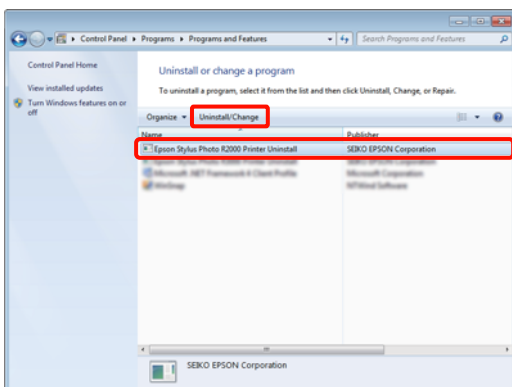 Control Panel ▸ Programs ▸ Programs and Features
Search Programs and Features
Control Panel Home
View installed updates
Turn Windows features on or
off
Uninstall or change a program
To uninstall a program, select it from the list and then click Uninstall, Change, or Repair.
Organize
Uninstall/Change
Name
Publisher
Epson Stylus Photo R2000 Printer Uninstall
SEIKO EPSON Corporation
SEIKO EPSON Corporation